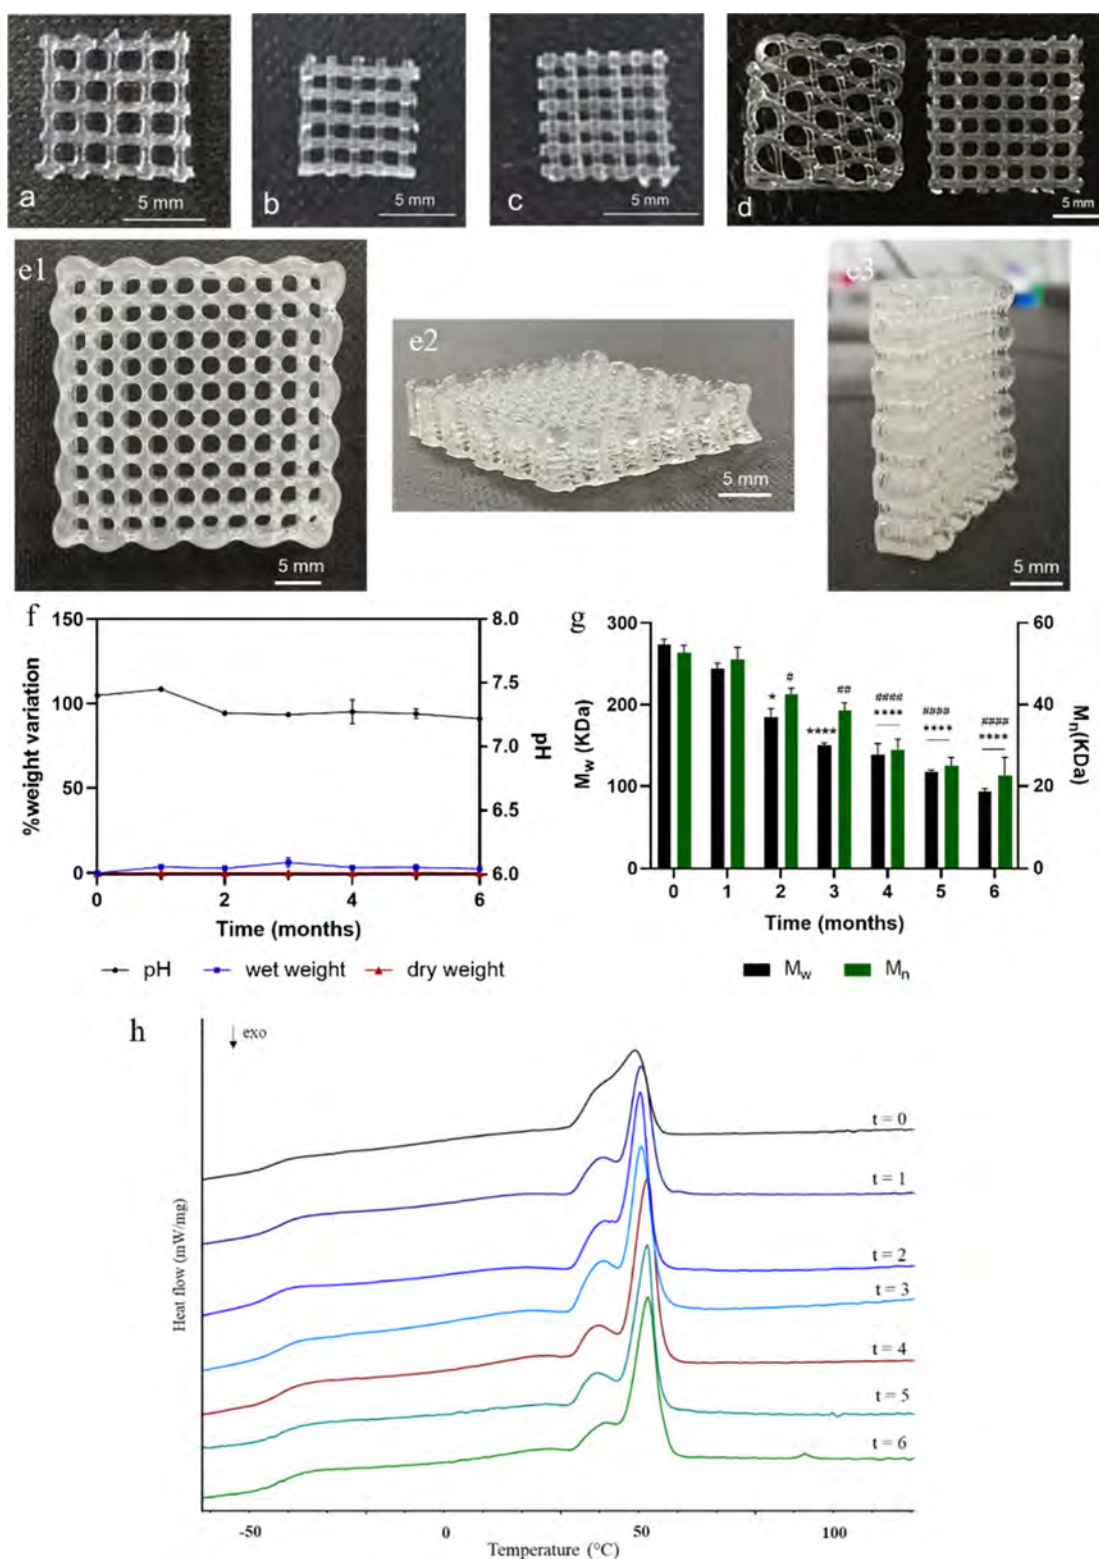 a
5 mm
b
5 mm
c
5 mm
d
5 mm
e1
5 mm
e2
5 mm
e3
5 mm
f
150
100
50
0
%weight variation
8.0
7.5
7.0
6.5
6.0
pH
0
2
4
6
Time (months)
pH
wet weight
dry weight
g
300
200
100
0
Mw (KDa)
60
40
20
0
Mn(KDa)
*
#
****
##
####
****
####
****
####
****
0
1
2
3
4
5
6
Time (months)
Mw
Mn
h
exo
t = 0
t = 1
t = 2
t = 3
t = 4
t = 5
t = 6
Heat flow (mW/mg)
-50
0
50
100
Temperature (°C)